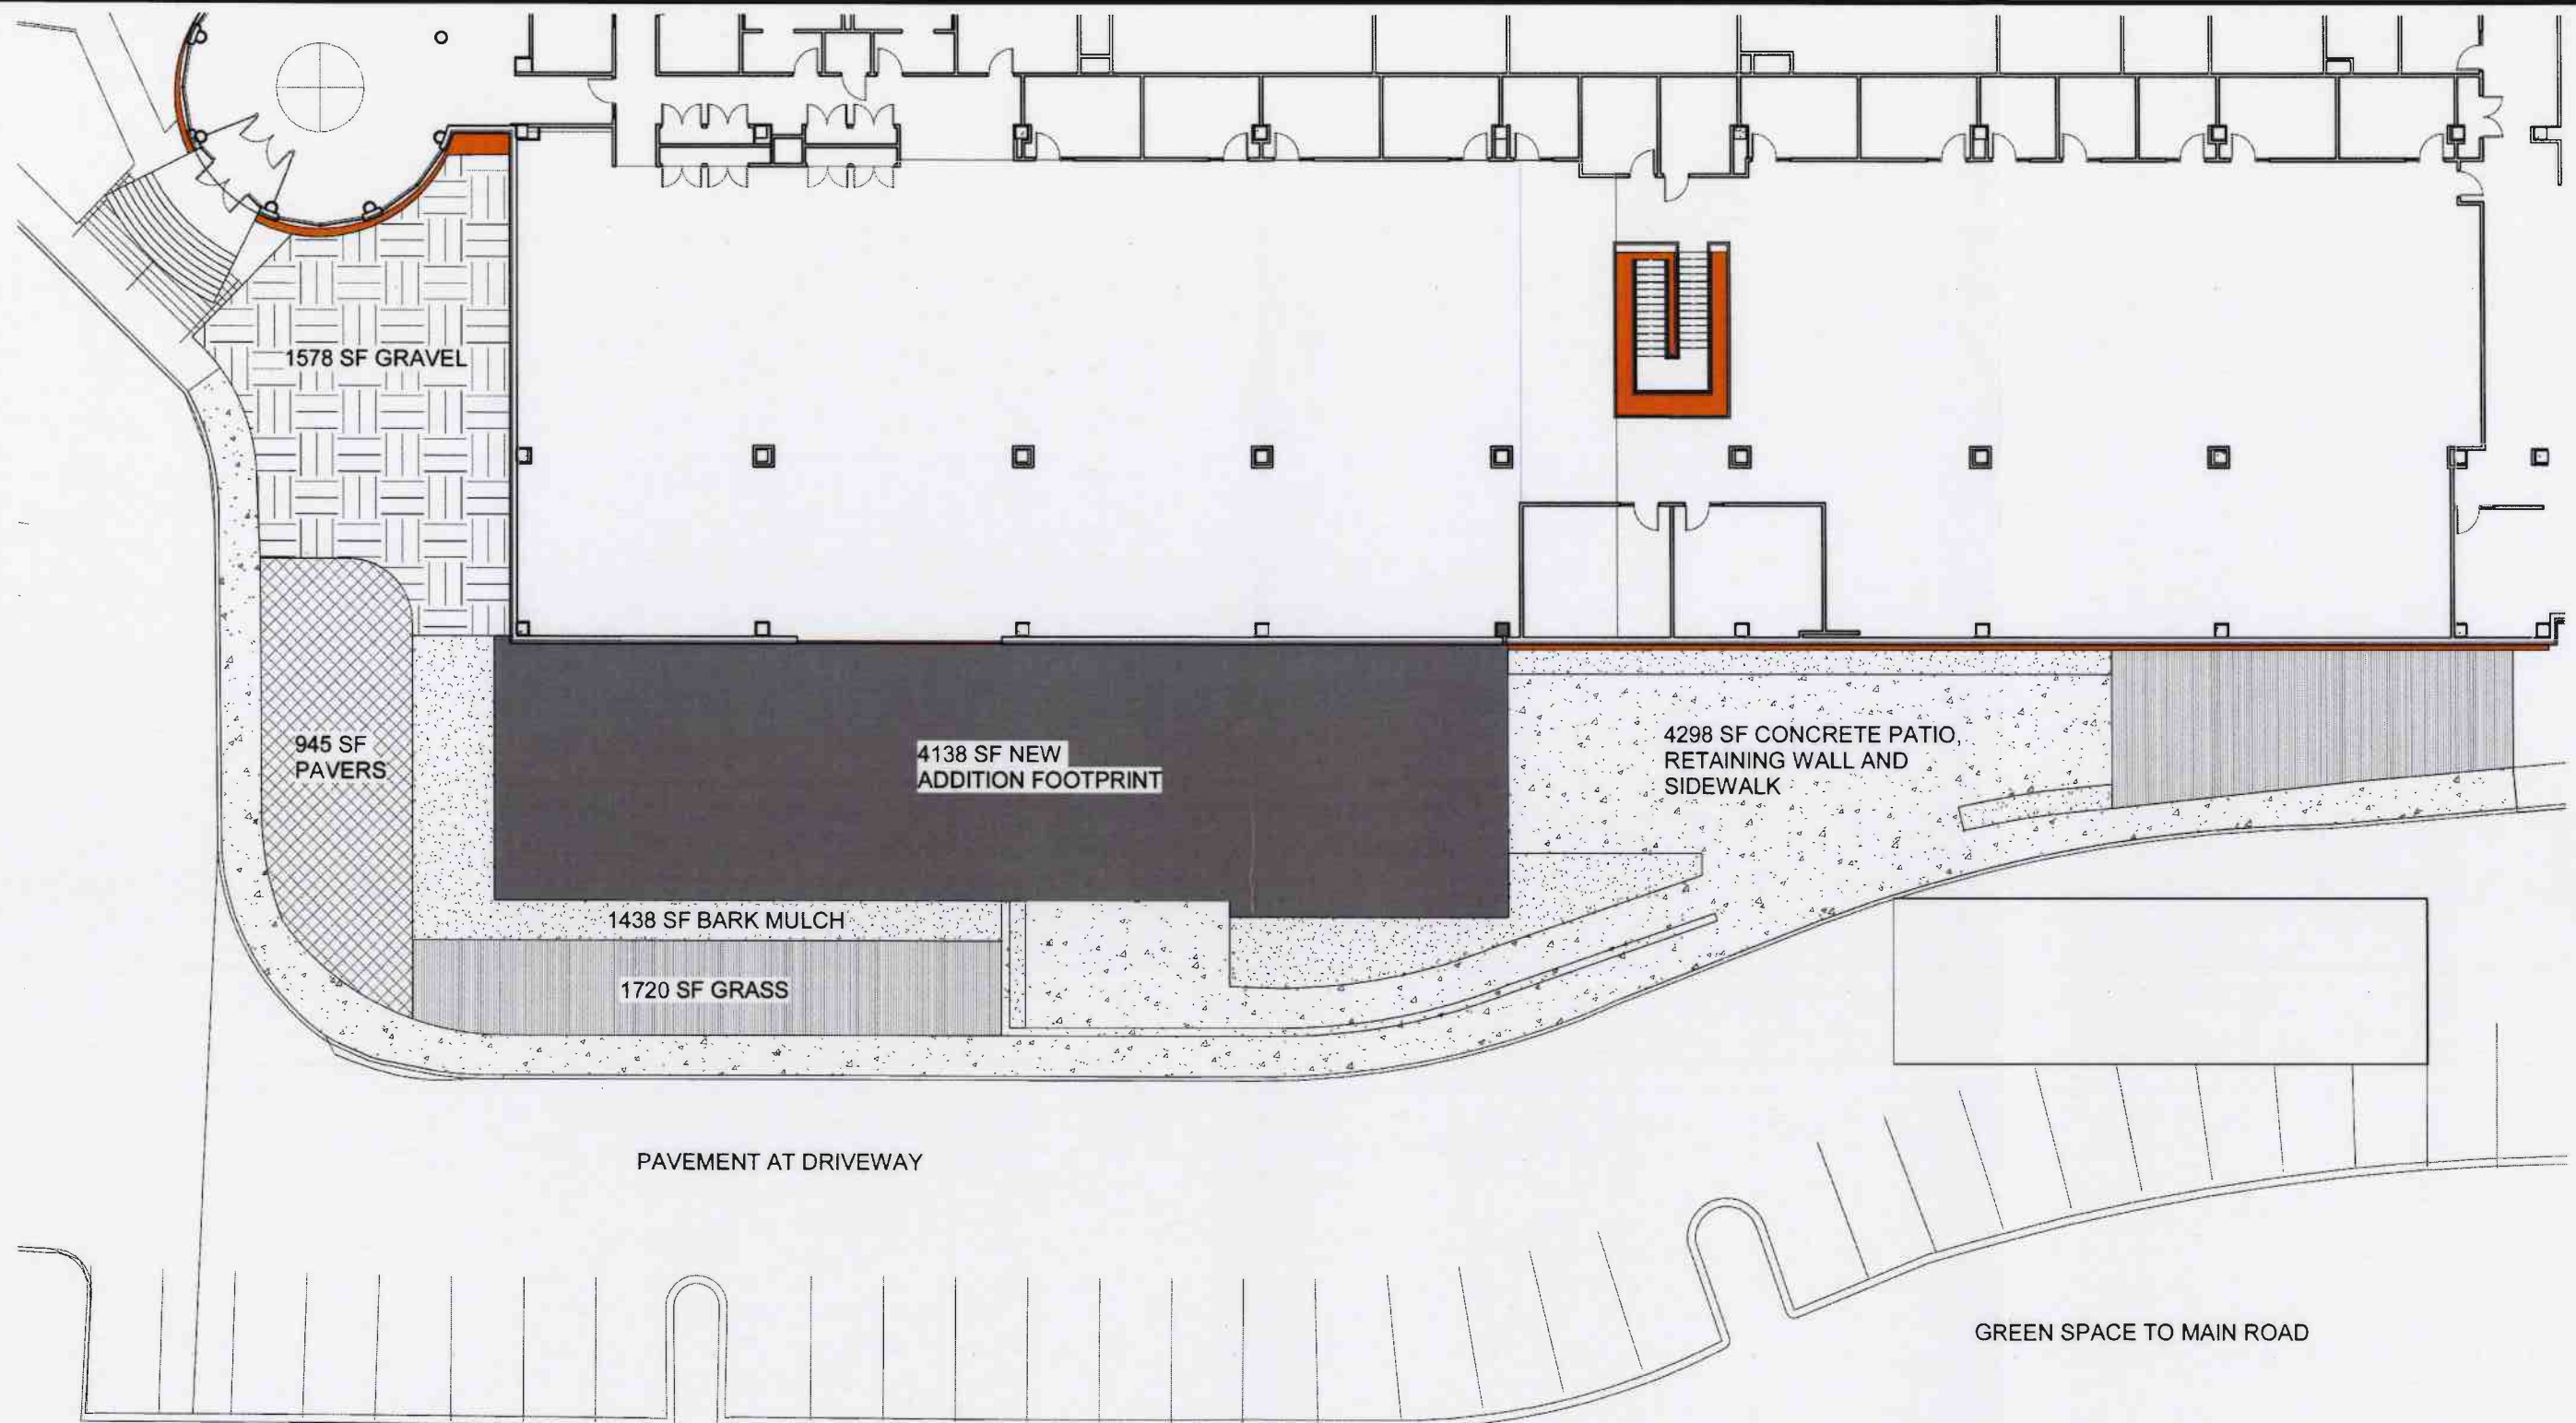 1578 SF GRAVEL
945 SF
PAVERS
4138 SF NEW
ADDITION FOOTPRINT
4298 SF CONCRETE PATIO,
RETAINING WALL AND
SIDEWALK
1438 SF BARK MULCH
1720 SF GRASS
PAVEMENT AT DRIVEWAY
GREEN SPACE TO MAIN ROAD